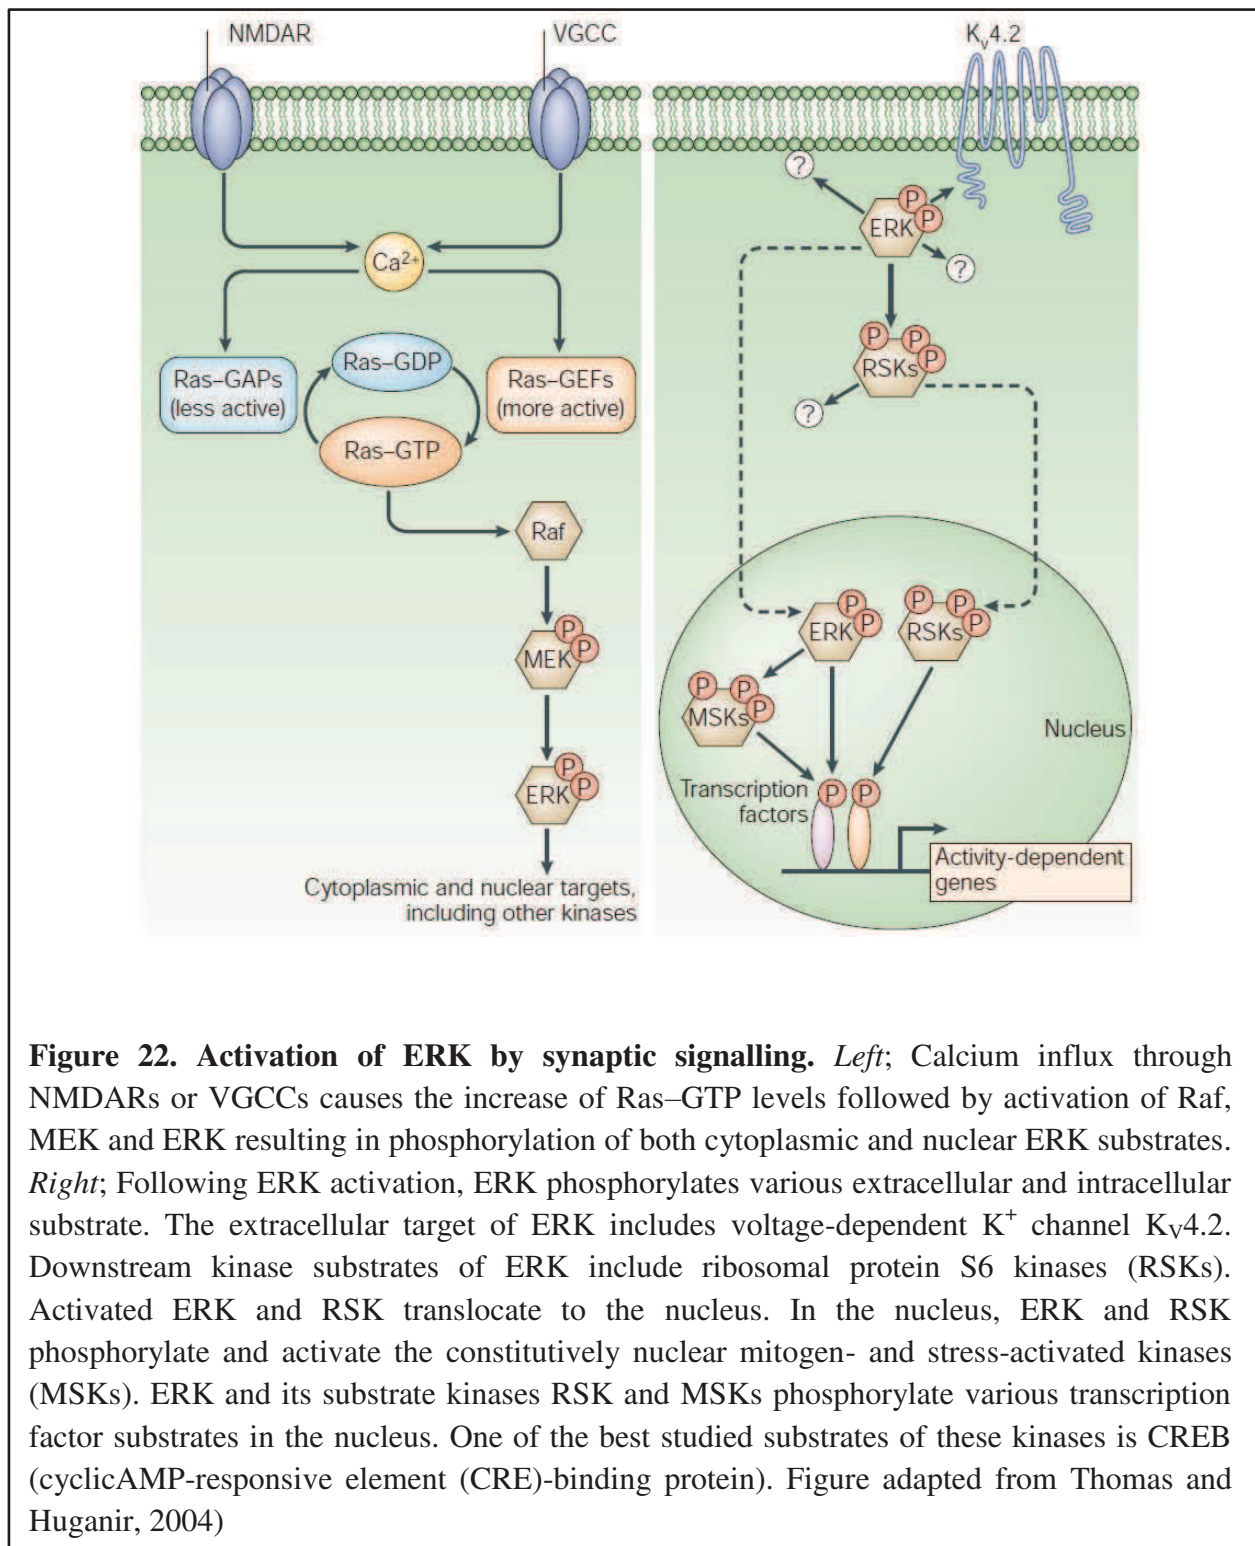 NMDAR
VGCC
Ca2+
Ras–GAPs
(less active)
Ras–GDP
Ras–GEFs
(more active)
Ras–GTP
Raf
P
P
MEK
P
P
ERK
Cytoplasmic and nuclear targets,
including other kinases
Kv4.2
?
P
P
ERK
?
P
P
P
RSKs
?
P
P
ERK
P
P
P
RSKs
P
P
P
MSKs
Nucleus
Transcription
factors
P
P
Activity-dependent
genes
Figure 22. Activation of ERK by synaptic signalling. Left; Calcium influx through
NMDARs or VGCCs causes the increase of Ras–GTP levels followed by activation of Raf,
MEK and ERK resulting in phosphorylation of both cytoplasmic and nuclear ERK substrates.
Right; Following ERK activation, ERK phosphorylates various extracellular and intracellular
substrate. The extracellular target of ERK includes voltage-dependent K+ channel KV4.2.
Downstream kinase substrates of ERK include ribosomal protein S6 kinases (RSKs).
Activated ERK and RSK translocate to the nucleus. In the nucleus, ERK and RSK
phosphorylate and activate the constitutively nuclear mitogen- and stress-activated kinases
(MSKs). ERK and its substrate kinases RSK and MSKs phosphorylate various transcription
factor substrates in the nucleus. One of the best studied substrates of these kinases is CREB
(cyclicAMP-responsive element (CRE)-binding protein). Figure adapted from Thomas and
Huganir, 2004)